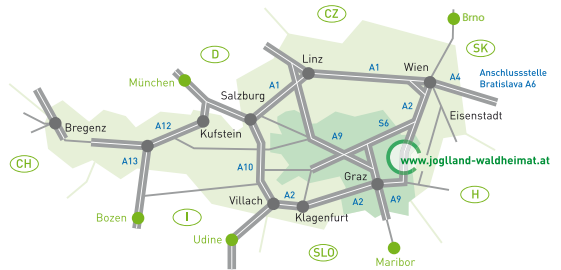 CZ
Brno
SK
D
Linz
A1
Wien
A4
Anschlussstelle
Bratislava A6
München
A1
Salzburg
A2
Eisenstadt
S6
Bregenz
A12
Kufstein
A9
CH
A13
A10
www.joglland-waldheimat.at
Graz
H
Villach
A2
A2
A9
Bozen
I
Klagenfurt
Udine
SLO
Maribor